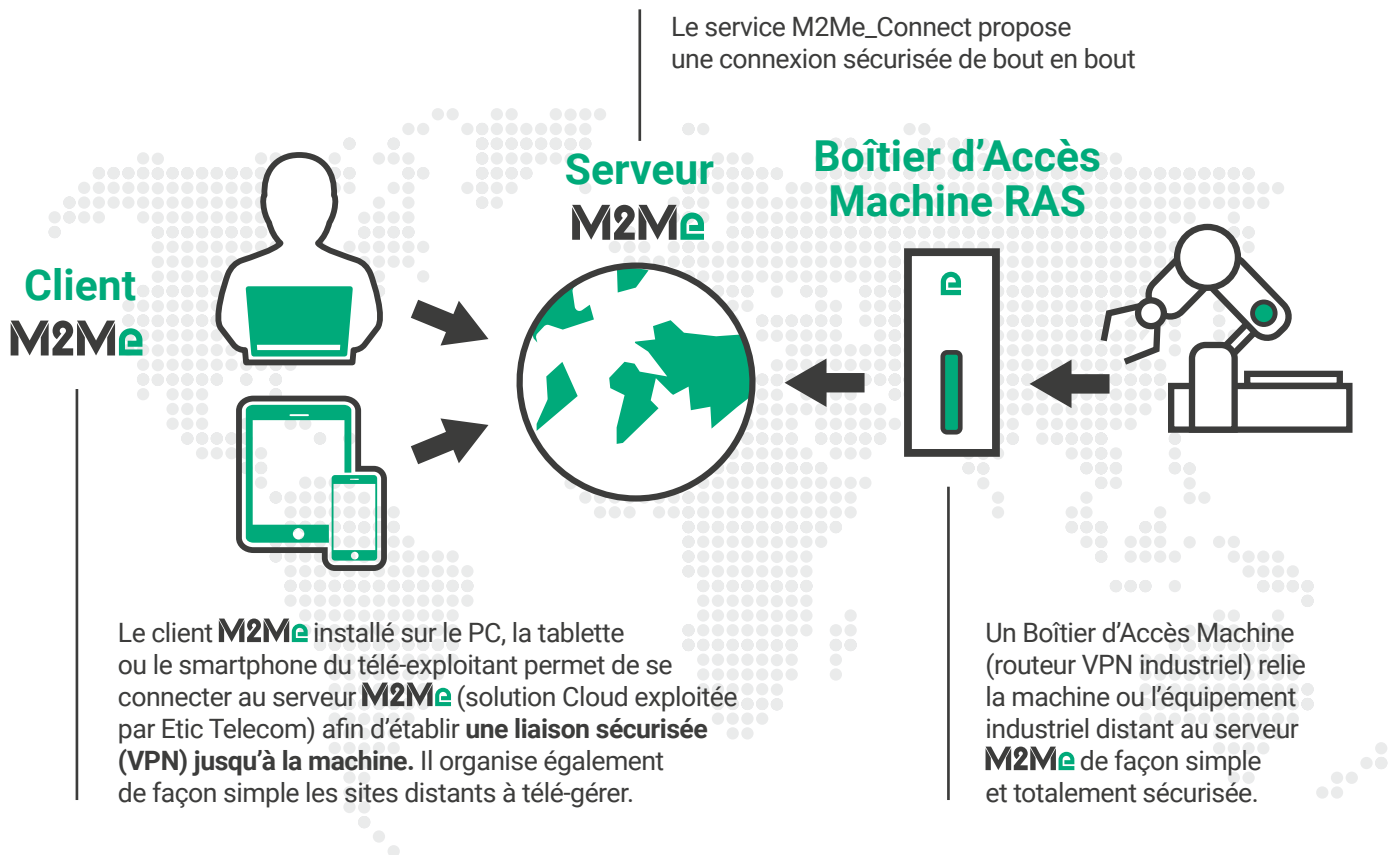 Le service M2Me_Connect propose
une connexion sécurisée de bout en bout
Serveur
M2Me
Boîtier d’Accès
Machine RAS
Client
M2Me
e
Le client M2Me installé sur le PC, la tablette
ou le smartphone du télé-exploitant permet de se
connecter au serveur M2Me (solution Cloud exploitée
par Etic Telecom) afin d’établir une liaison sécurisée
(VPN) jusqu’à la machine. Il organise également
de façon simple les sites distants à télé-gérer.
Un Boîtier d’Accès Machine
(routeur VPN industriel) relie
la machine ou l’équipement
industriel distant au serveur
M2Me de façon simple
et totalement sécurisée.